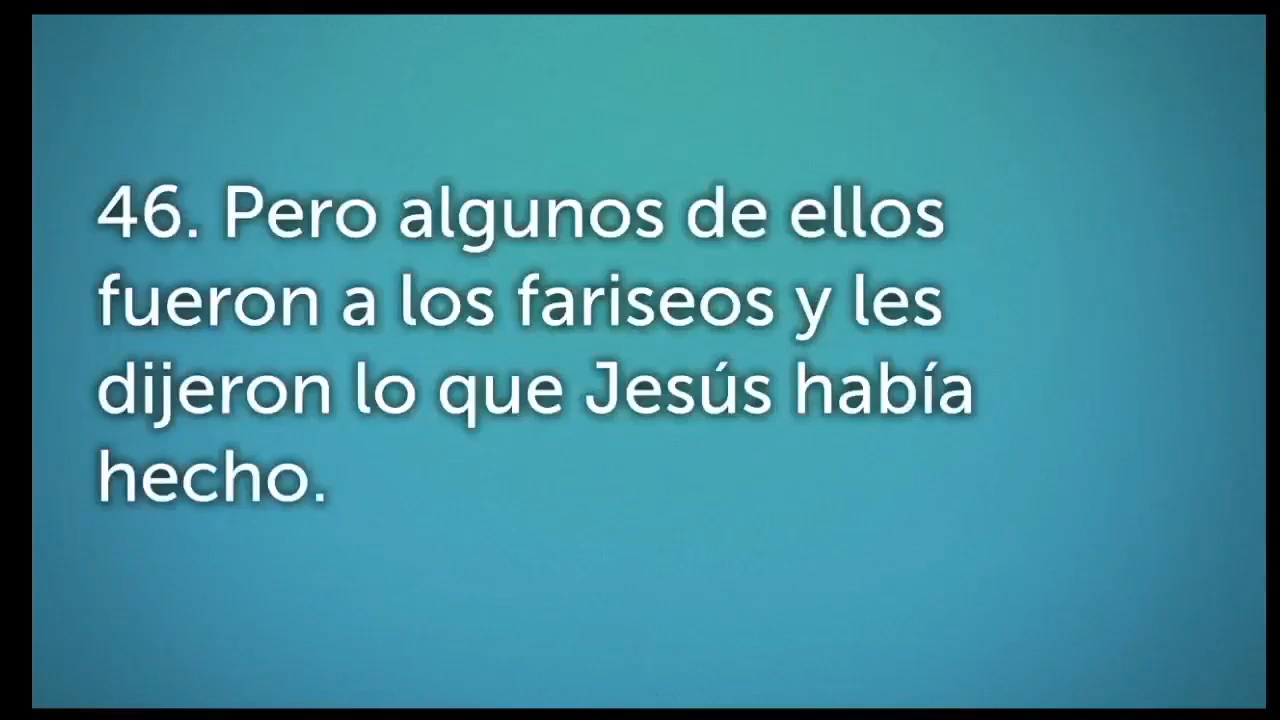 46. Pero algunos de ellos
fueron a los fariseos y les
dijeron lo que Jesús había
hecho.